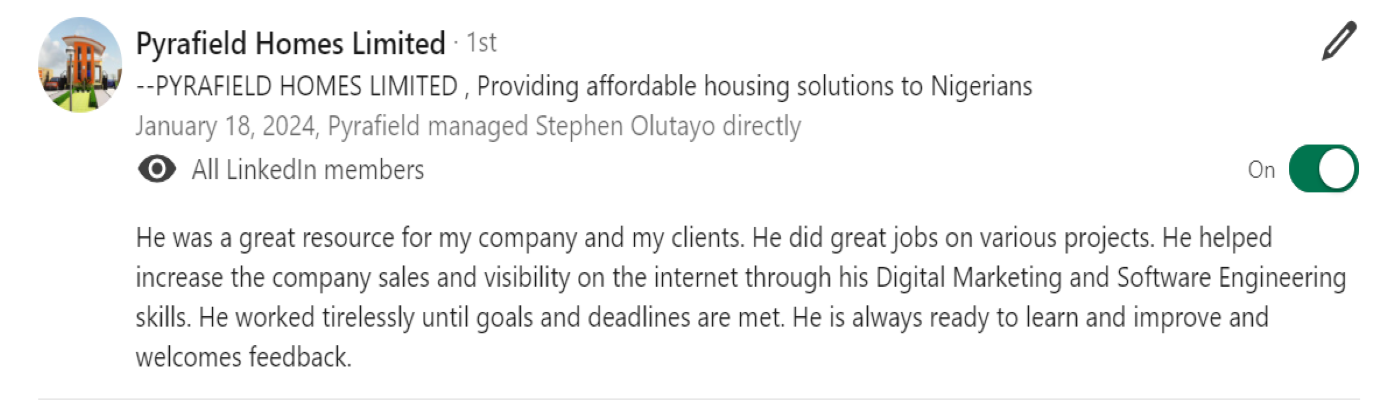 Pyrafield Homes Limited · 1st
--PYRAFIELD HOMES LIMITED , Providing affordable housing solutions to Nigerians
January 18, 2024, Pyrafield managed Stephen Olutayo directly
All LinkedIn members
On
He was a great resource for my company and my clients. He did great jobs on various projects. He helped
increase the company sales and visibility on the internet through his Digital Marketing and Software Engineering
skills. He worked tirelessly until goals and deadlines are met. He is always ready to learn and improve and
welcomes feedback.